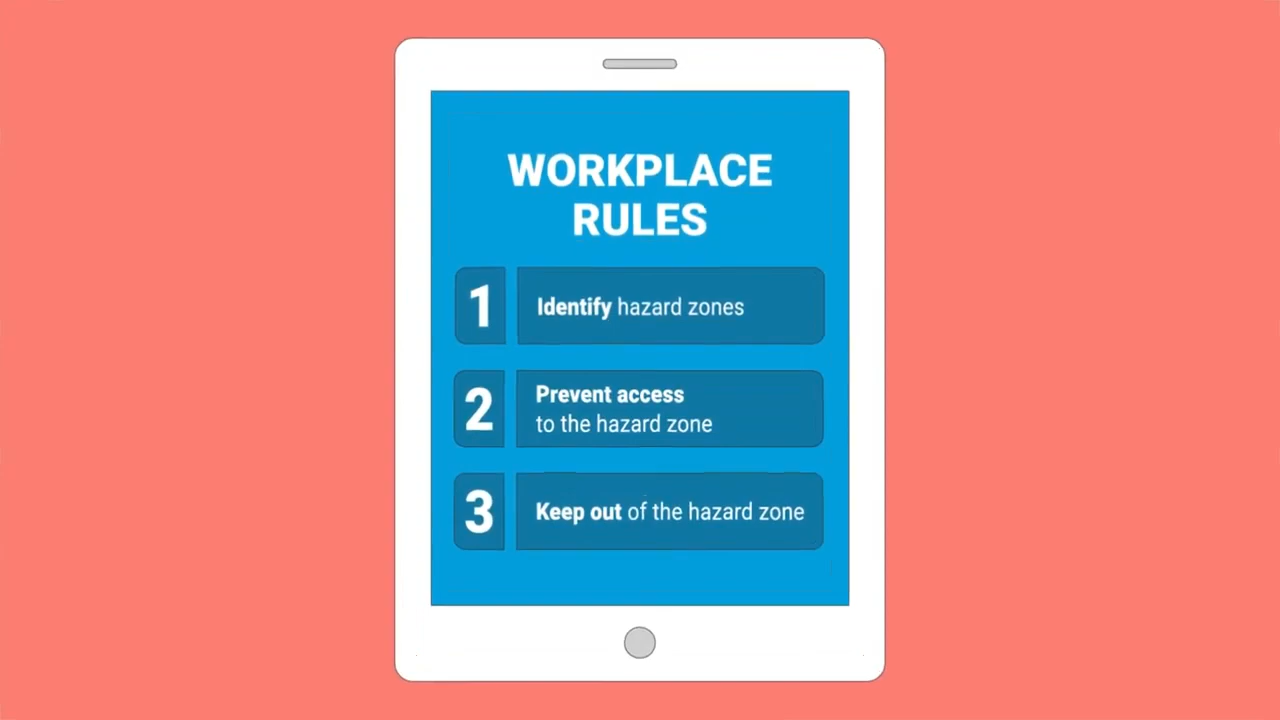 WORKPLACE
RULES
1
Identify hazard zones
2
Prevent access
to the hazard zone
3
Keep out of the hazard zone